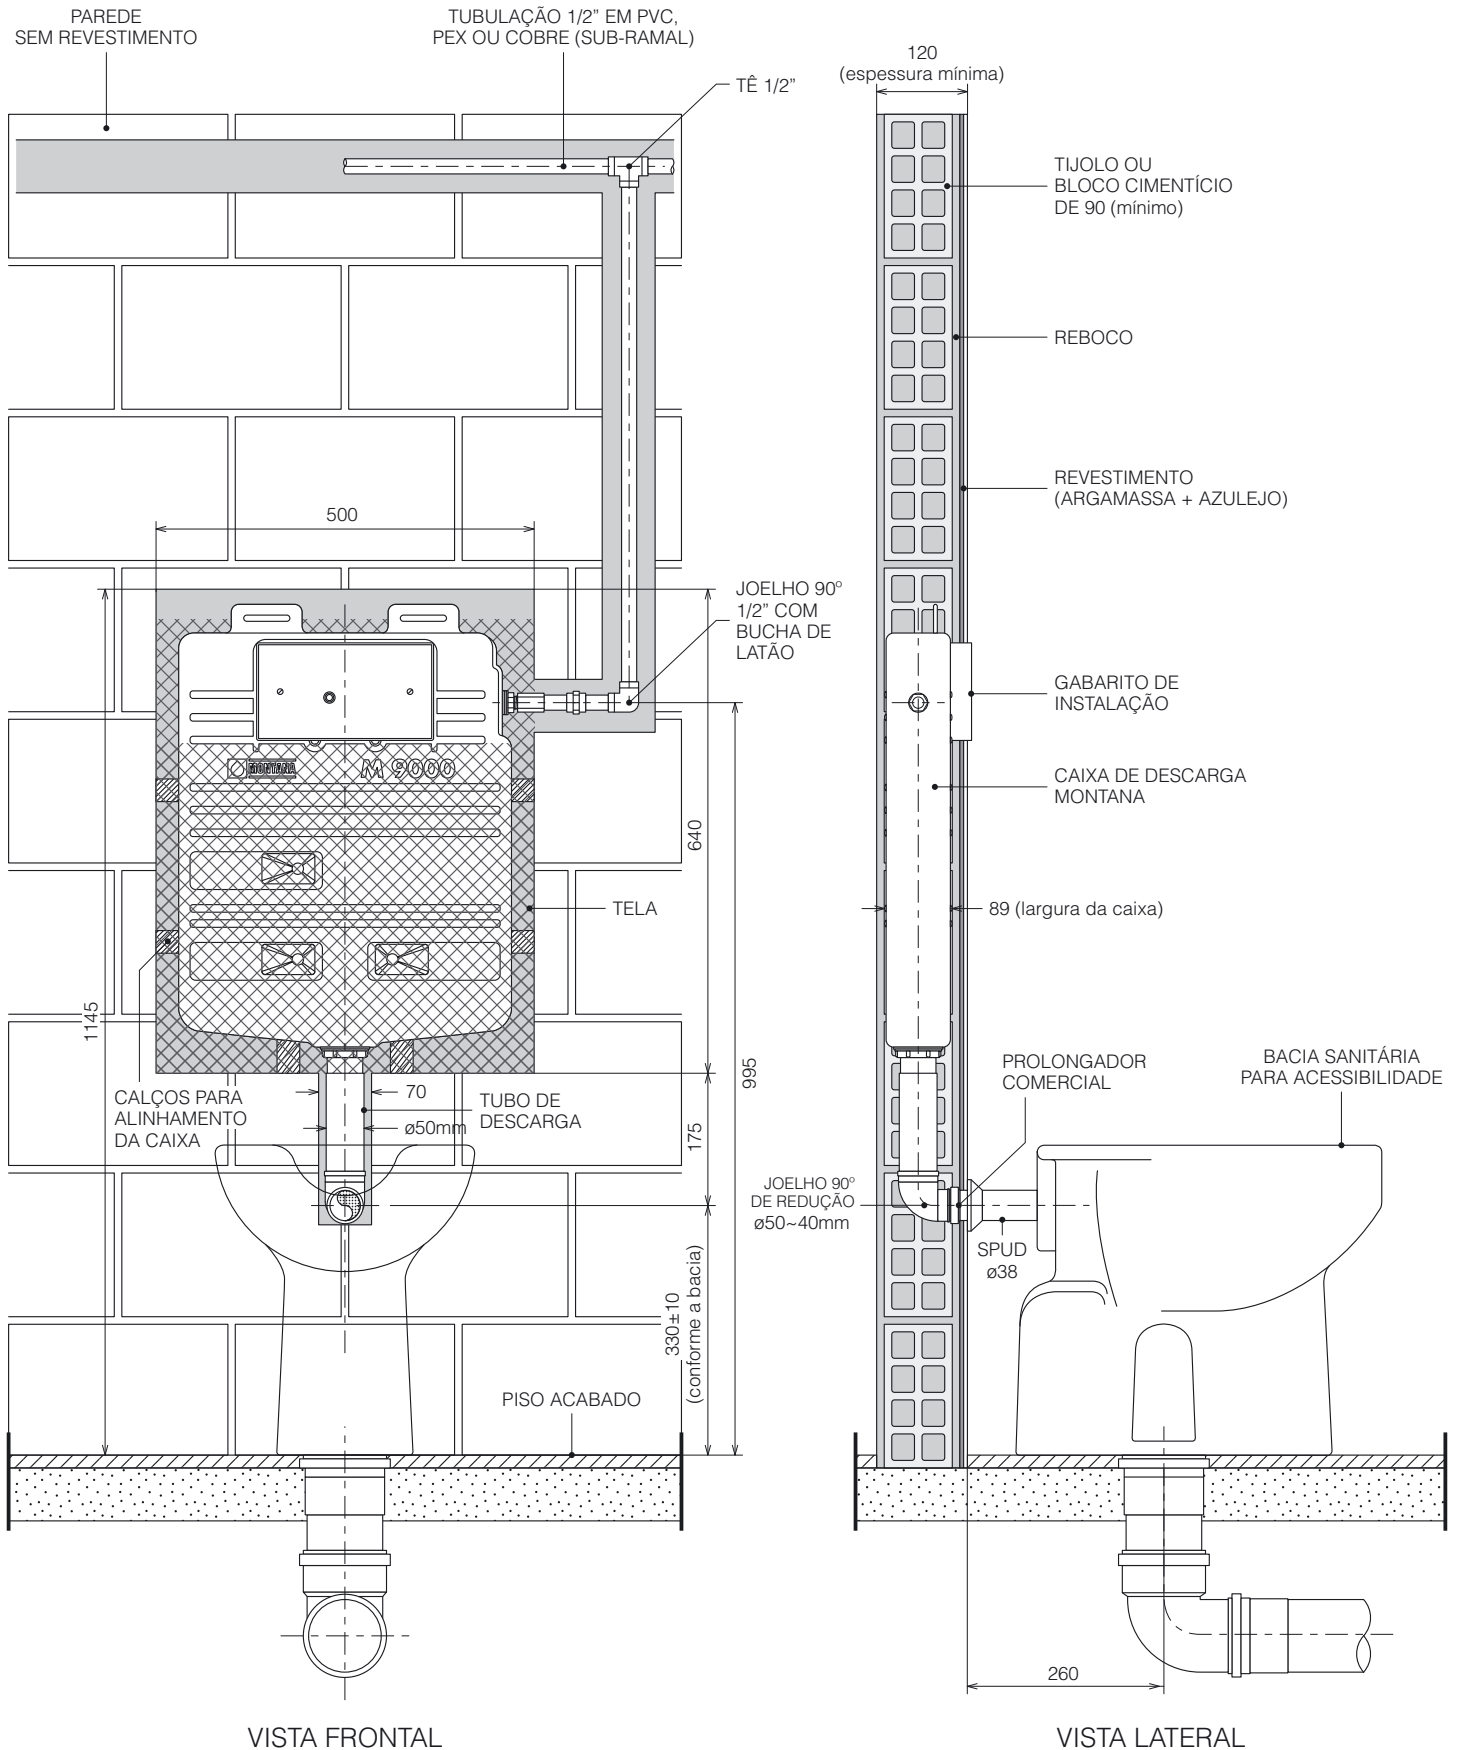 PAREDE
SEM REVESTIMENTO
TUBULAÇÃO 1/2” EM PVC,
PEX OU COBRE (SUB-RAMAL)
TÊ 1/2”
500
JOELHO 90º
1/2” COM
BUCHA DE
LATÃO
MONTANA
M 9000
640
TELA
1145
995
CALÇOS PARA
ALINHAMENTO
DA CAIXA
70
ø50mm
TUBO DE
DESCARGA
175
330±10
(conforme a bacia)
PISO ACABADO
VISTA FRONTAL
120
(espessura mínima)
TIJOLO OU
BLOCO CIMENTÍCIO
DE 90 (mínimo)
REBOCO
REVESTIMENTO
(ARGAMASSA + AZULEJO)
GABARITO DE
INSTALAÇÃO
CAIXA DE DESCARGA
MONTANA
89 (largura da caixa)
PROLONGADOR
COMERCIAL
BACIA SANITÁRIA
PARA ACESSIBILIDADE
JOELHO 90º
DE REDUÇÃO
ø50~40mm
SPUD
ø38
260
VISTA LATERAL